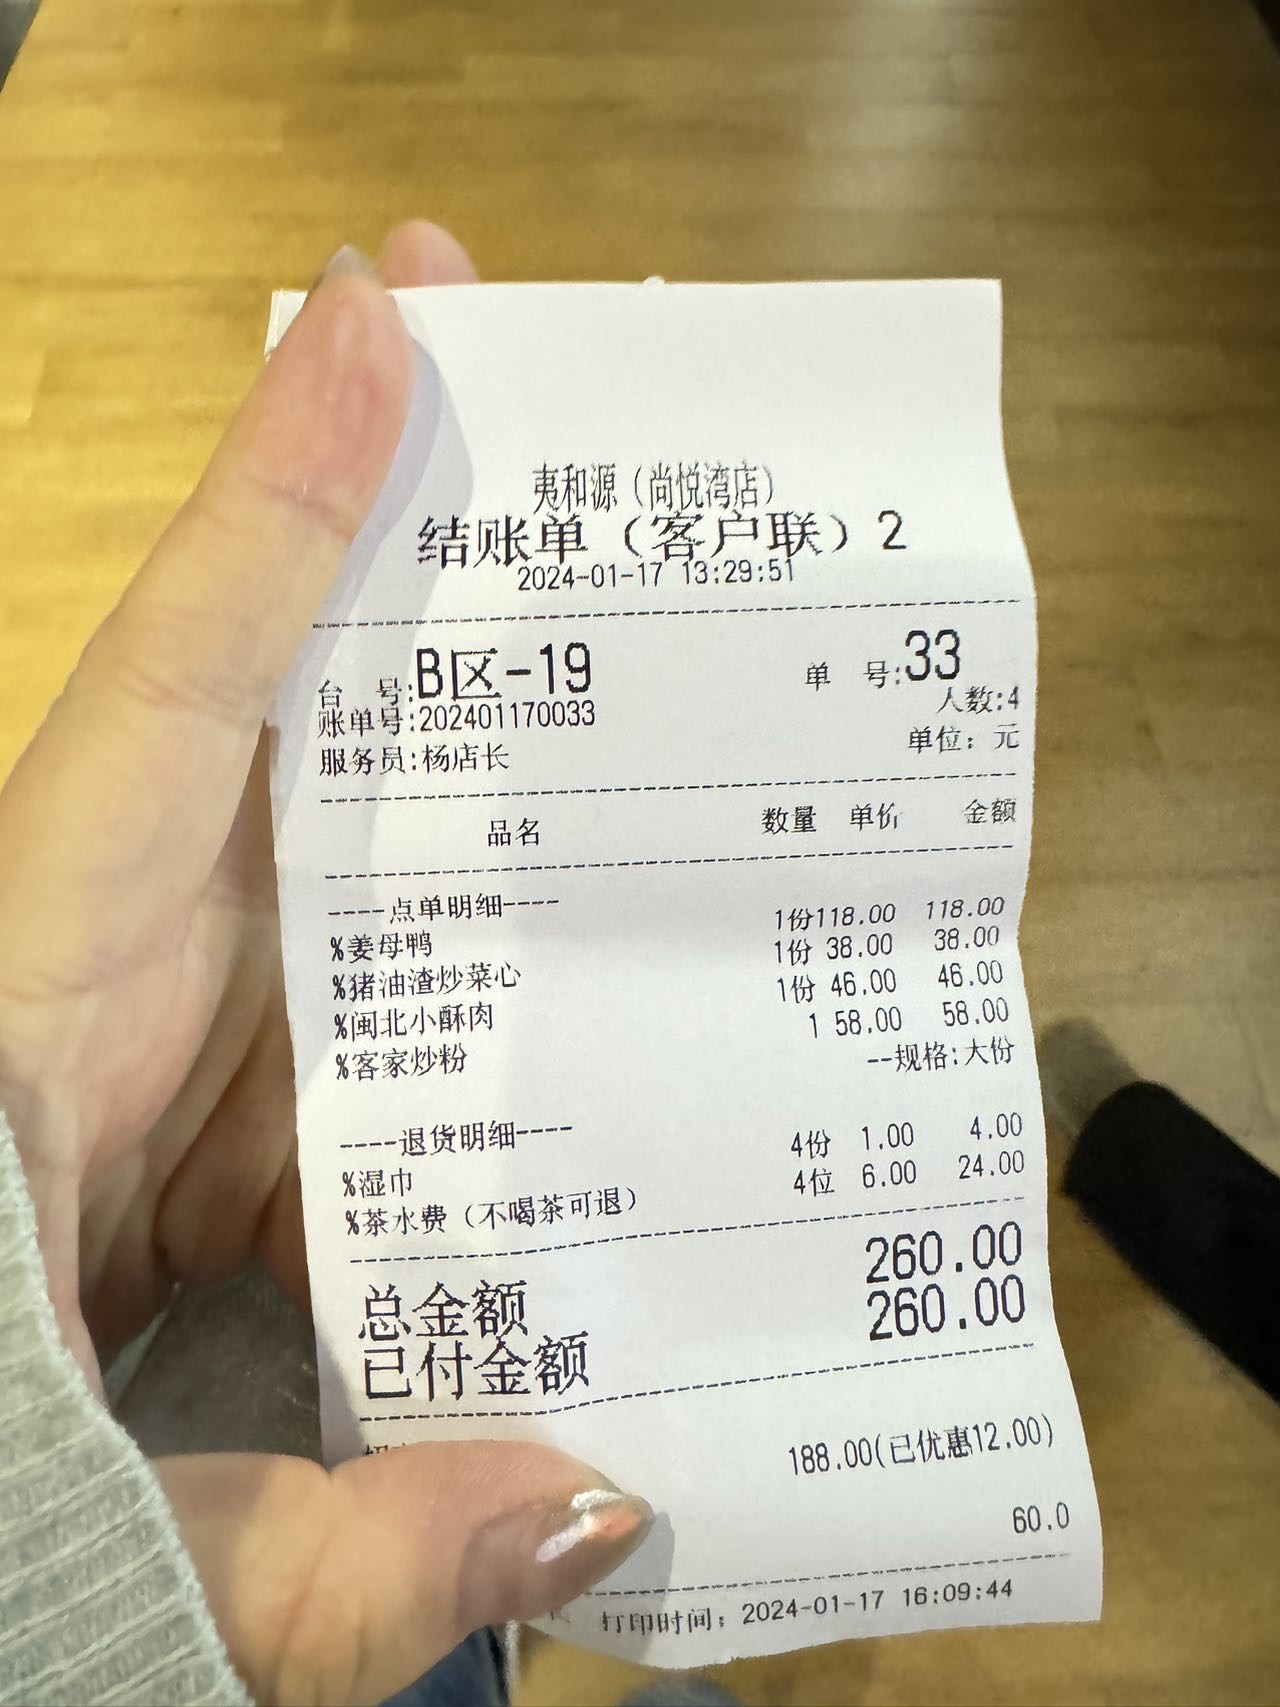 夷和源（尚悦湾店）
结账单（客户联）2
2024-01-17 13:29:51
台 号:B区-19 单 号:33
账单号:202401170033 人数:4
服务员:杨店长 单位：元
品名 数量 单价 金额
----点单明细----
%姜母鸭 1份118.00 118.00
%猪油渣炒菜心 1份 38.00 38.00
%闽北小酥肉 1份 46.00 46.00
%客家炒粉 1 58.00 58.00
--规格:大份
----退货明细----
%湿巾 4份 1.00 4.00
%茶水费（不喝茶可退） 4位 6.00 24.00
总金额 260.00
已付金额 260.00
188.00(已优惠12.00)
60.0
打印时间：2024-01-17 16:09:44